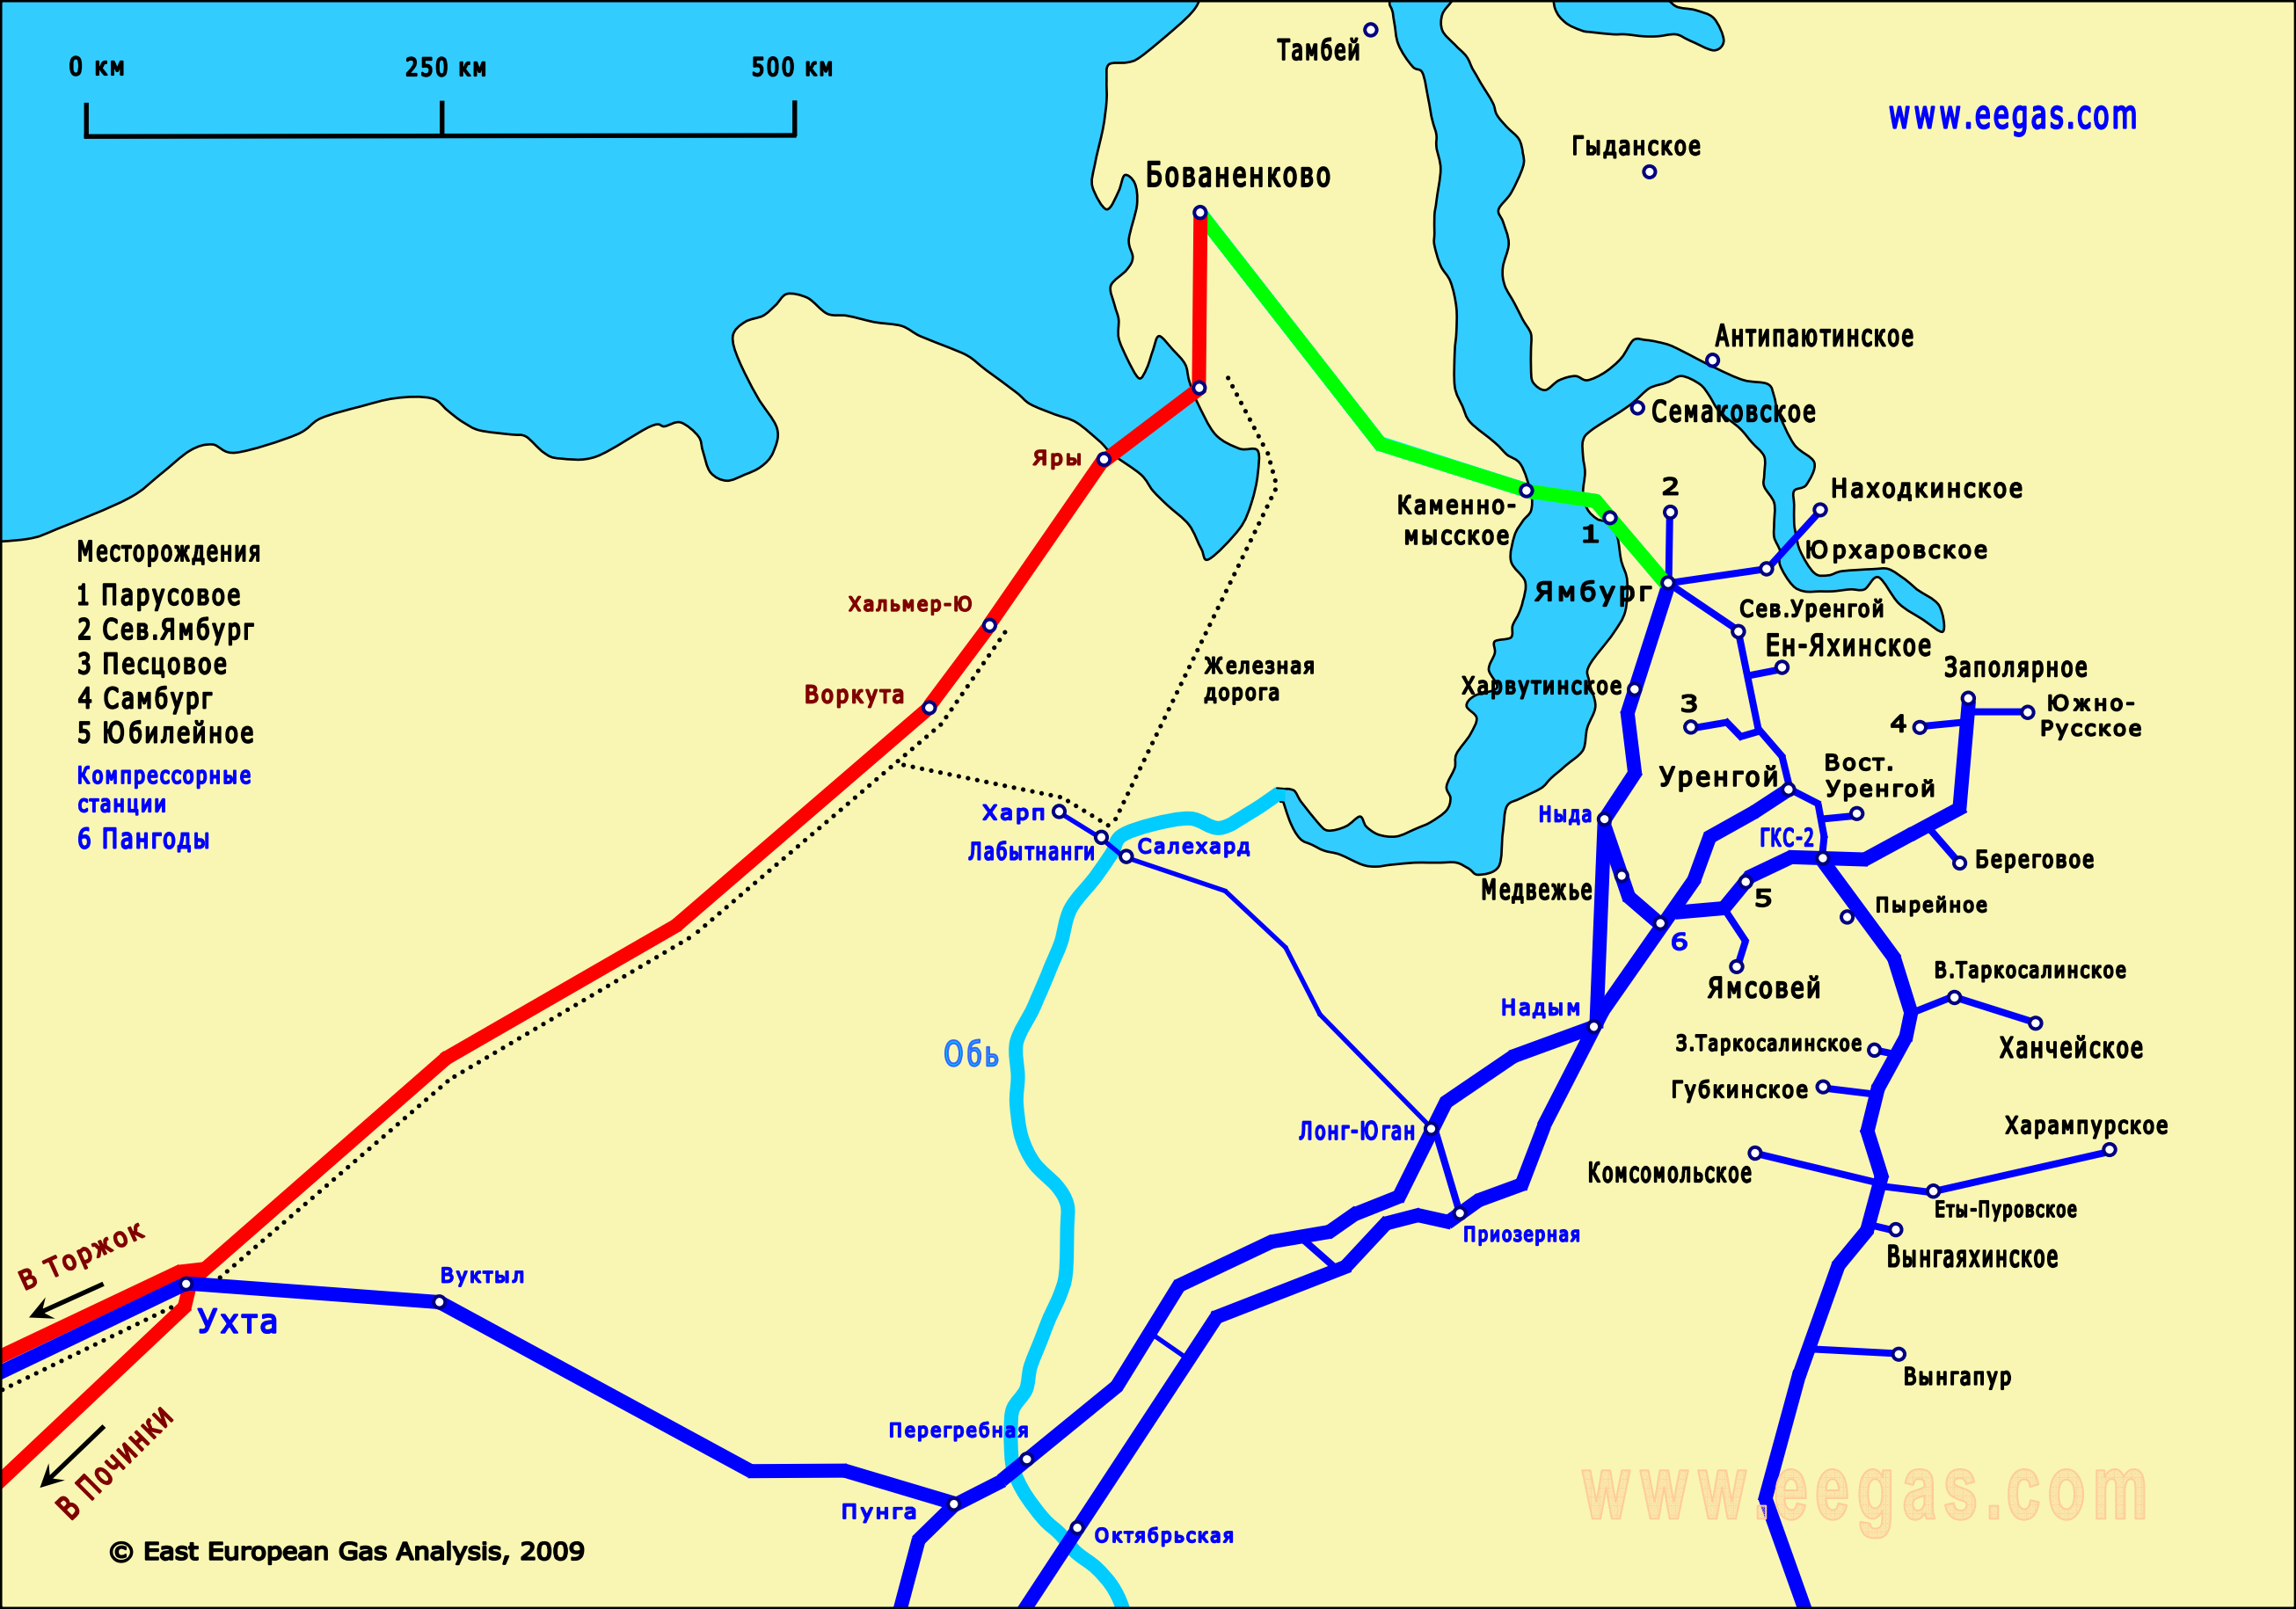 Тамбей
0 км
250 км
500 км
www.eegas.com
Гыданское
Бованенково
Антипаютинское
Семаковское
Яры
2
Находкинское
Каменно-
мысское
1
Юрхаровское
Месторождения
1 Парусовое
2 Сев.Ямбург
3 Песцовое
4 Самбург
5 Юбилейное
Компрессорные
станции
6 Пангоды
Хальмер-Ю
Ямбург
Сев.Уренгой
Ен-Яхинское
Воркута
Железная
дорога
Харвутинское
Заполярное
3
4
Южно-
Русское
Уренгой
Вост.
Уренгой
Харп
Лабытнанги
Салехард
Ныда
ГКС-2
Береговое
Медвежье
5
Пырейное
6
Ямсовей
В.Таркосалинское
Надым
Обь
З.Таркосалинское
Ханчейское
Губкинское
Лонг-Юган
Харампурское
Комсомольское
Еты-Пуровское
Приозерная
Вынгаяхинское
В Торжок
Вуктыл
Ухта
Вынгапур
В Починки
Перегребная
Пунга
Октябрьская
www.eegas.com
© East European Gas Analysis, 2009